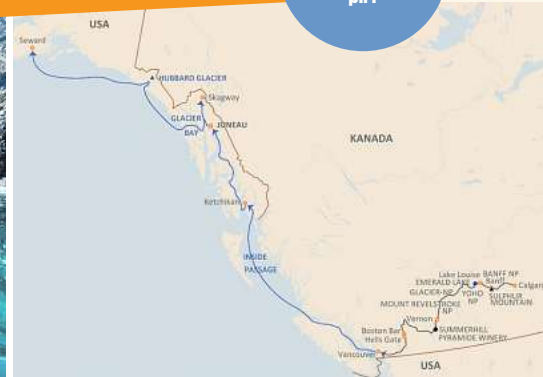 p.P.
USA
Seward
HUBBARD GLACIER
Skagway
GLACIER
BAY
JUNEAU
KANADA
Ketchikan
INSIDE
PASSAGE
Lake Louise
BANFF NP
EMERALD LAKE
Banff
GLACIER-NP
YOHO
NP
Calgary
SULPHUR
MOUNTAIN
MOUNT REVELSTROKE
NP
Vernon
SUMMERHILL
PYRAMIDE WINERY
Boston Bar
Hells Gate
Vancouver
USA